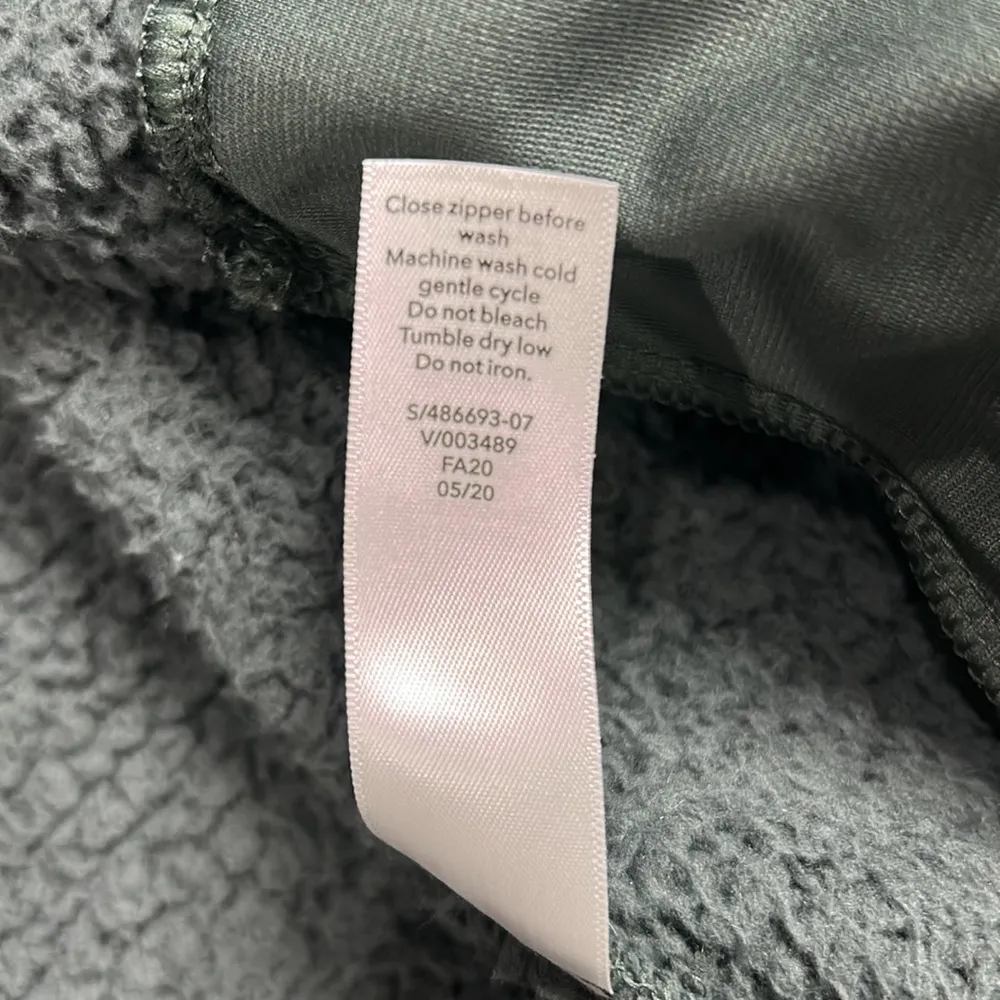 Close zipper before
wash
Machine wash cold
gentle cycle
Do not bleach
Tumble dry low
Do not iron.
S/486693-07
V/003489
FA20
05/20